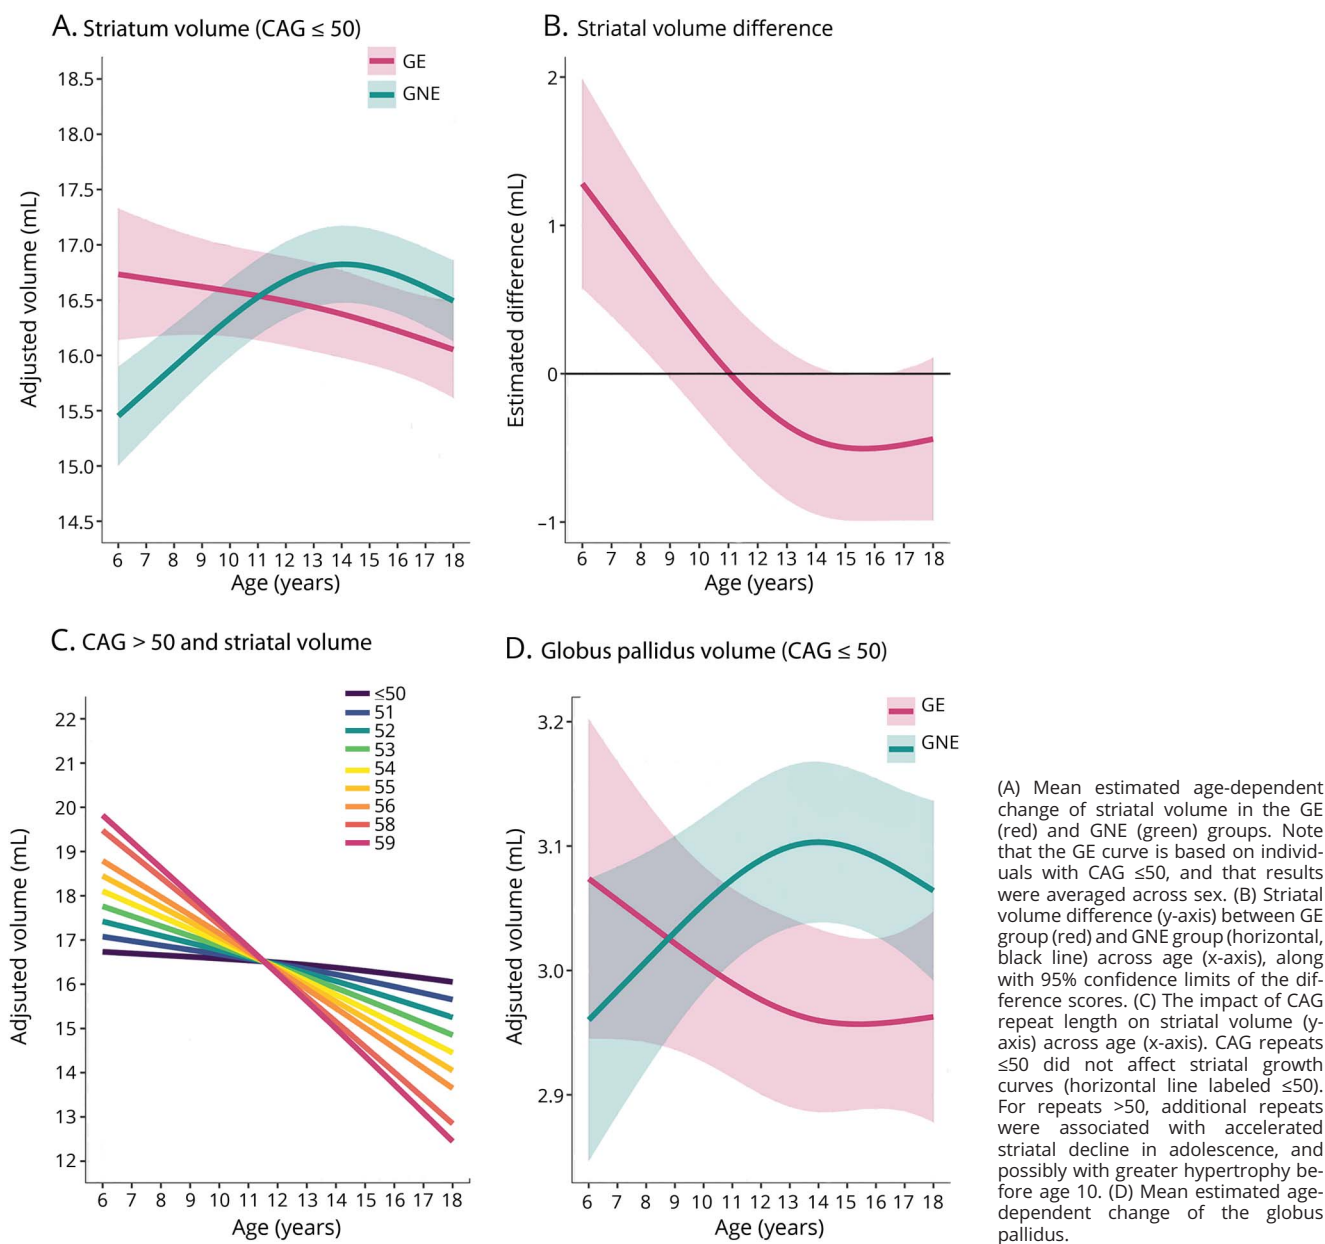 A. Striatum volume (CAG ≤ 50)
GE
GNE
18.5
18.0
17.5
17.0
16.5
16.0
15.5
15.0
14.5
Adjusted volume (mL)
6 7 8 9 10 11 12 13 14 15 16 17 18
Age (years)
B. Striatal volume difference
2
1
0
−1
Estimated difference (mL)
6 7 8 9 10 11 12 13 14 15 16 17 18
Age (years)
C. CAG > 50 and striatal volume
≤50
51
52
53
54
55
56
58
59
22
21
20
19
18
17
16
15
14
13
12
Adjsuted volume (mL)
6 7 8 9 10 11 12 13 14 15 16 17 18
Age (years)
D. Globus pallidus volume (CAG ≤ 50)
GE
GNE
3.2
3.1
3.0
2.9
Adjsuted volume (mL)
6 7 8 9 10 11 12 13 14 15 16 17 18
Age (years)
(A) Mean estimated age-dependent
change of striatal volume in the GE
(red) and GNE (green) groups. Note
that the GE curve is based on individ-
uals with CAG ≤50, and that results
were averaged across sex. (B) Striatal
volume difference (y-axis) between GE
group (red) and GNE group (horizontal,
black line) across age (x-axis), along
with 95% confidence limits of the dif-
ference scores. (C) The impact of CAG
repeat length on striatal volume (y-
axis) across age (x-axis). CAG repeats
≤50 did not affect striatal growth
curves (horizontal line labeled ≤50).
For repeats >50, additional repeats
were associated with accelerated
striatal decline in adolescence, and
possibly with greater hypertrophy be-
fore age 10. (D) Mean estimated age-
dependent change of the globus
pallidus.